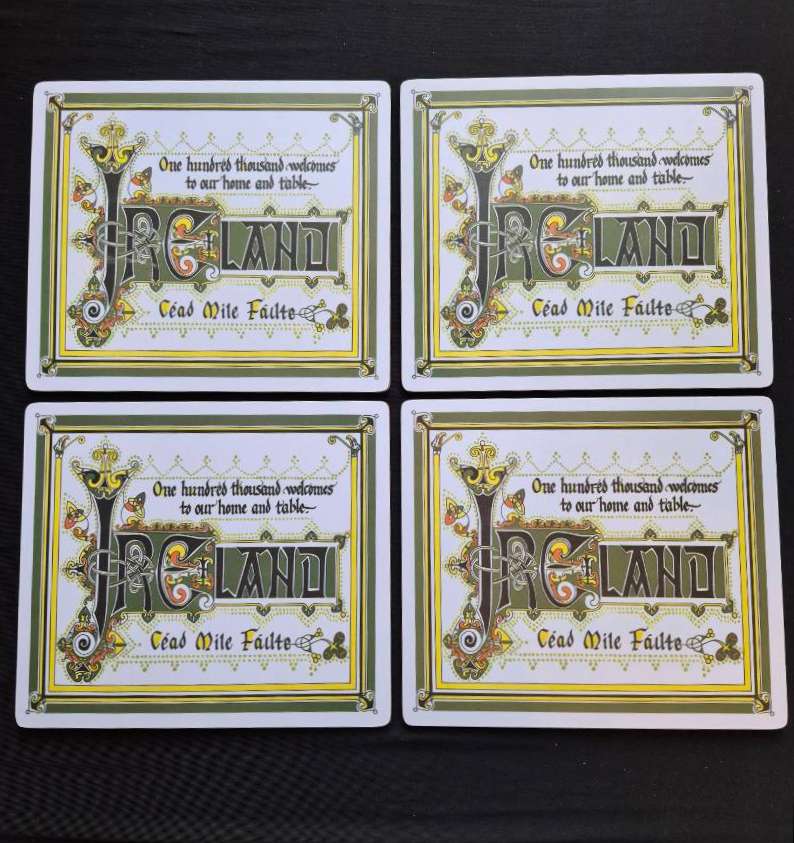 One hundred thousand welcomes
to our home and table
IRELAND
Céad Mile Fáilte
One hundred thousand welcomes
to our home and table
IRELAND
Céad Mile Fáilte
One hundred thousand welcomes
to our home and table
IRELAND
Céad Mile Fáilte
One hundred thousand welcomes
to our home and table
IRELAND
Céad Mile Fáilte